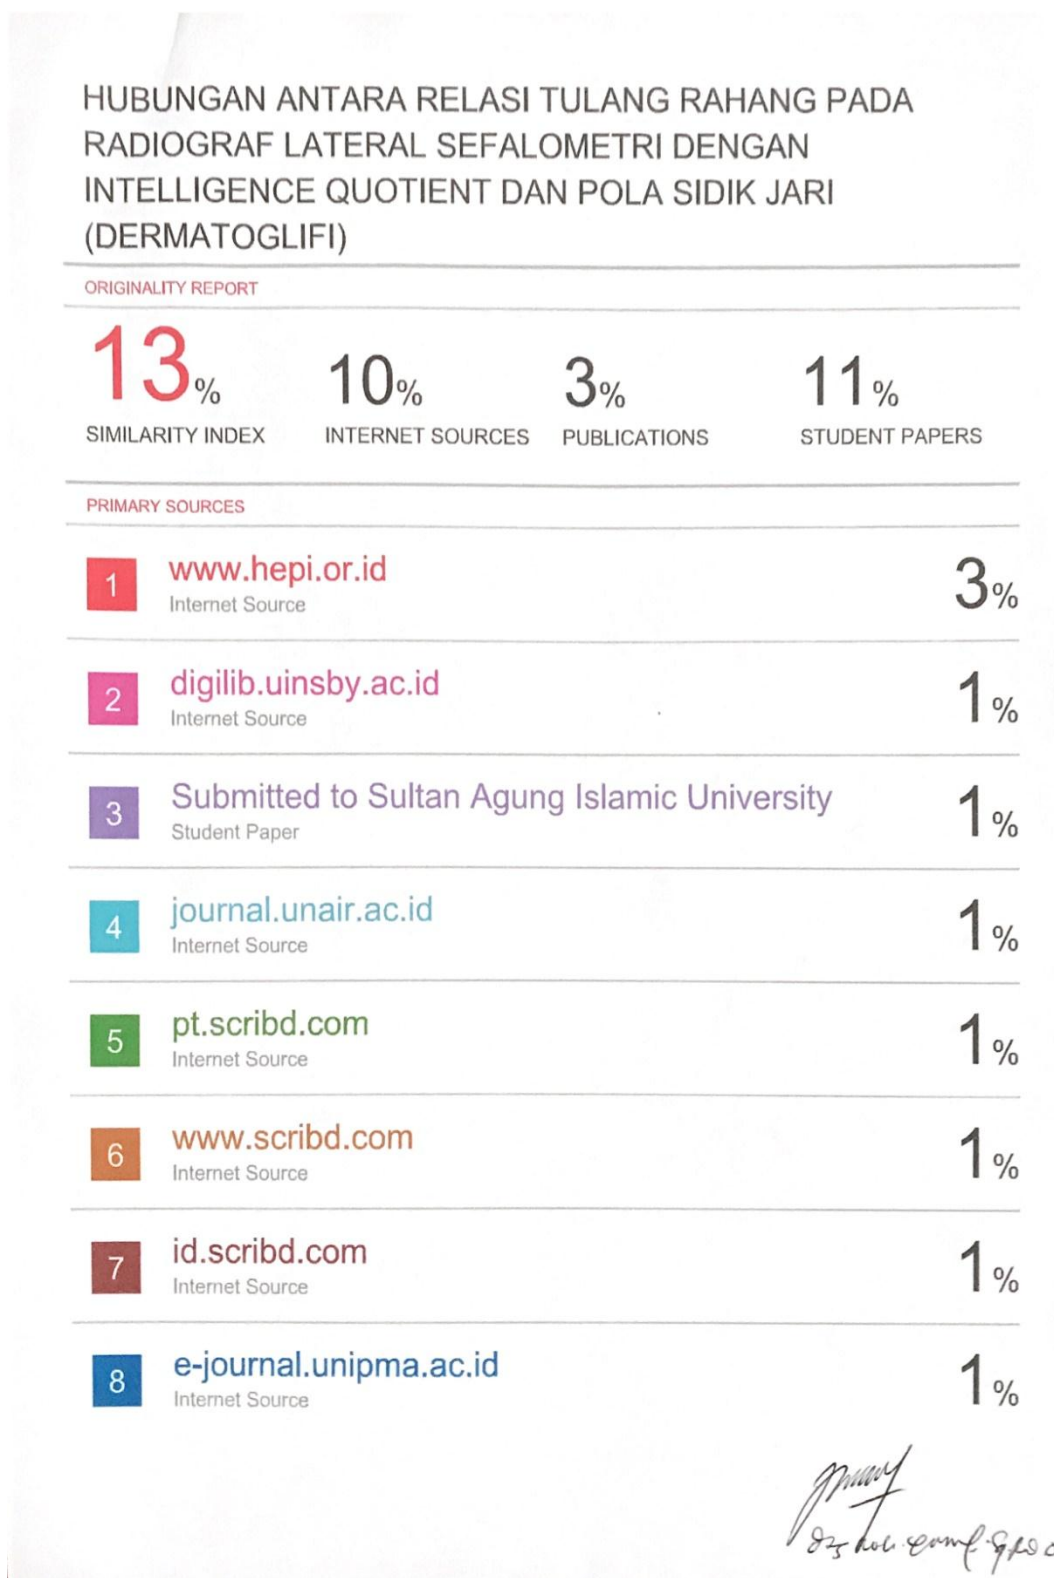 HUBUNGAN ANTARA RELASI TULANG RAHANG PADA
RADIOGRAF LATERAL SEFALOMETRI DENGAN
INTELLIGENCE QUOTIENT DAN POLA SIDIK JARI
(DERMATOGLIFI)
ORIGINALITY REPORT
13% 10% 3% 11%
SIMILARITY INDEX INTERNET SOURCES PUBLICATIONS STUDENT PAPERS
PRIMARY SOURCES
1 www.hepi.or.id 3%
Internet Source
2 digilib.uinsby.ac.id 1%
Internet Source
3 Submitted to Sultan Agung Islamic University 1%
Student Paper
4 journal.unair.ac.id 1%
Internet Source
5 pt.scribd.com 1%
Internet Source
6 www.scribd.com 1%
Internet Source
7 id.scribd.com 1%
Internet Source
8 e-journal.unipma.ac.id 1%
Internet Source